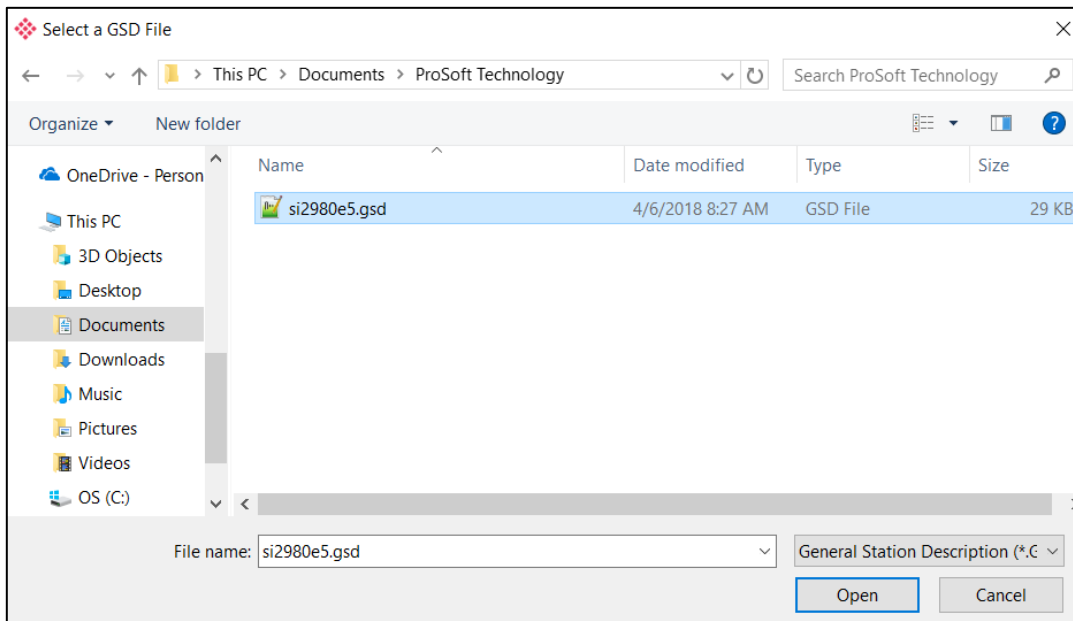 Select a GSD File
This PC > Documents > ProSoft Technology
Search ProSoft Technology
Organize
New folder
?
Name
Date modified
Type
Size
si2980e5.gsd
4/6/2018 8:27 AM
GSD File
29 KB
OneDrive - Person
This PC
3D Objects
Desktop
Documents
Downloads
Music
Pictures
Videos
OS (C:)
File name:
si2980e5.gsd
General Station Description (*.G
Open
Cancel